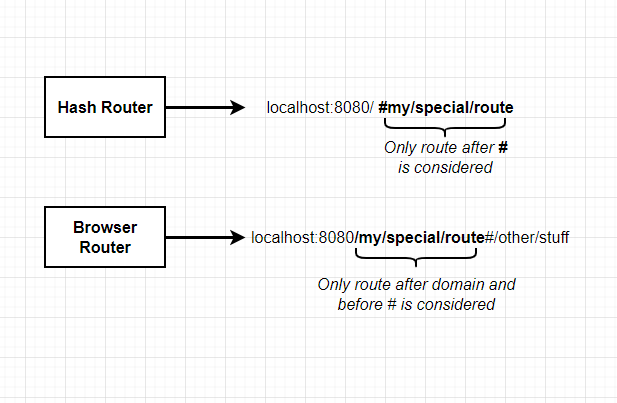 Hash Router
localhost:8080/ #my/special/route
Only route after #
is considered
Browser
Router
localhost:8080/my/special/route#/other/stuff
Only route after domain and
before # is considered